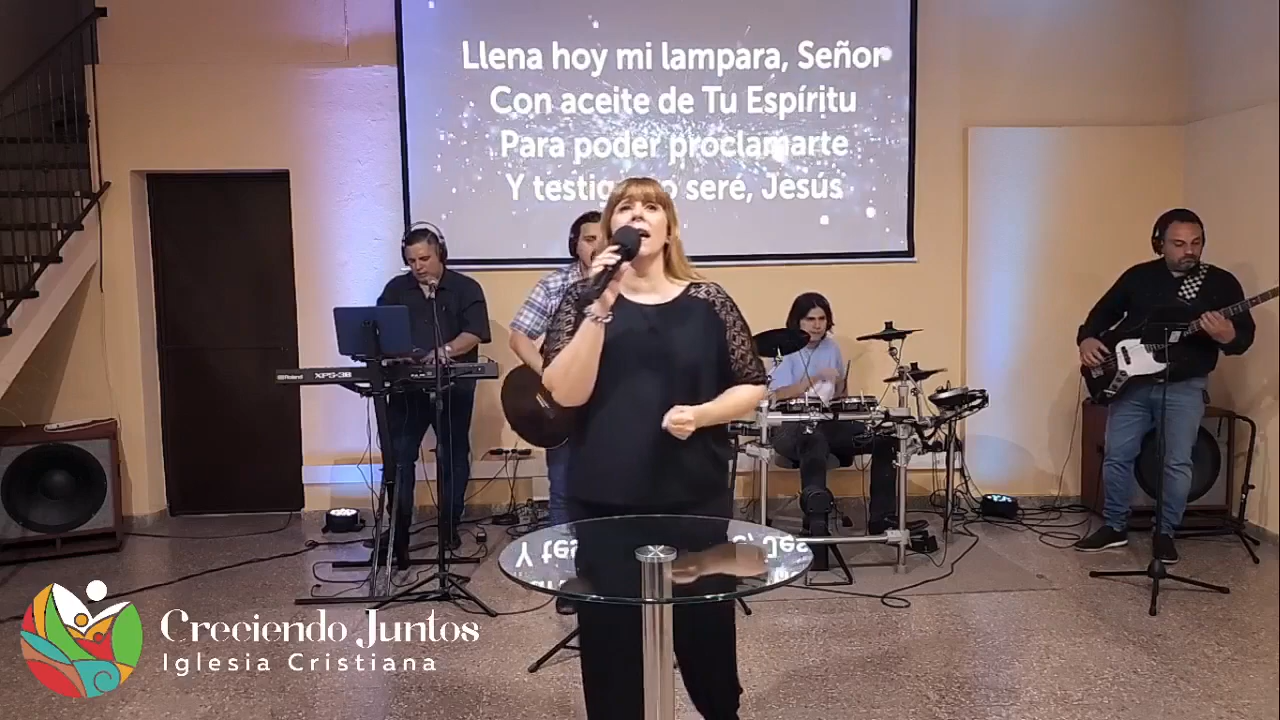 Llena hoy mi lampara, Señor
Con aceite de Tu Espíritu
Para poder proclamarte
Y seré, Jesús
Roland XPS-30
Creciendo Juntos
Iglesia Cristiana